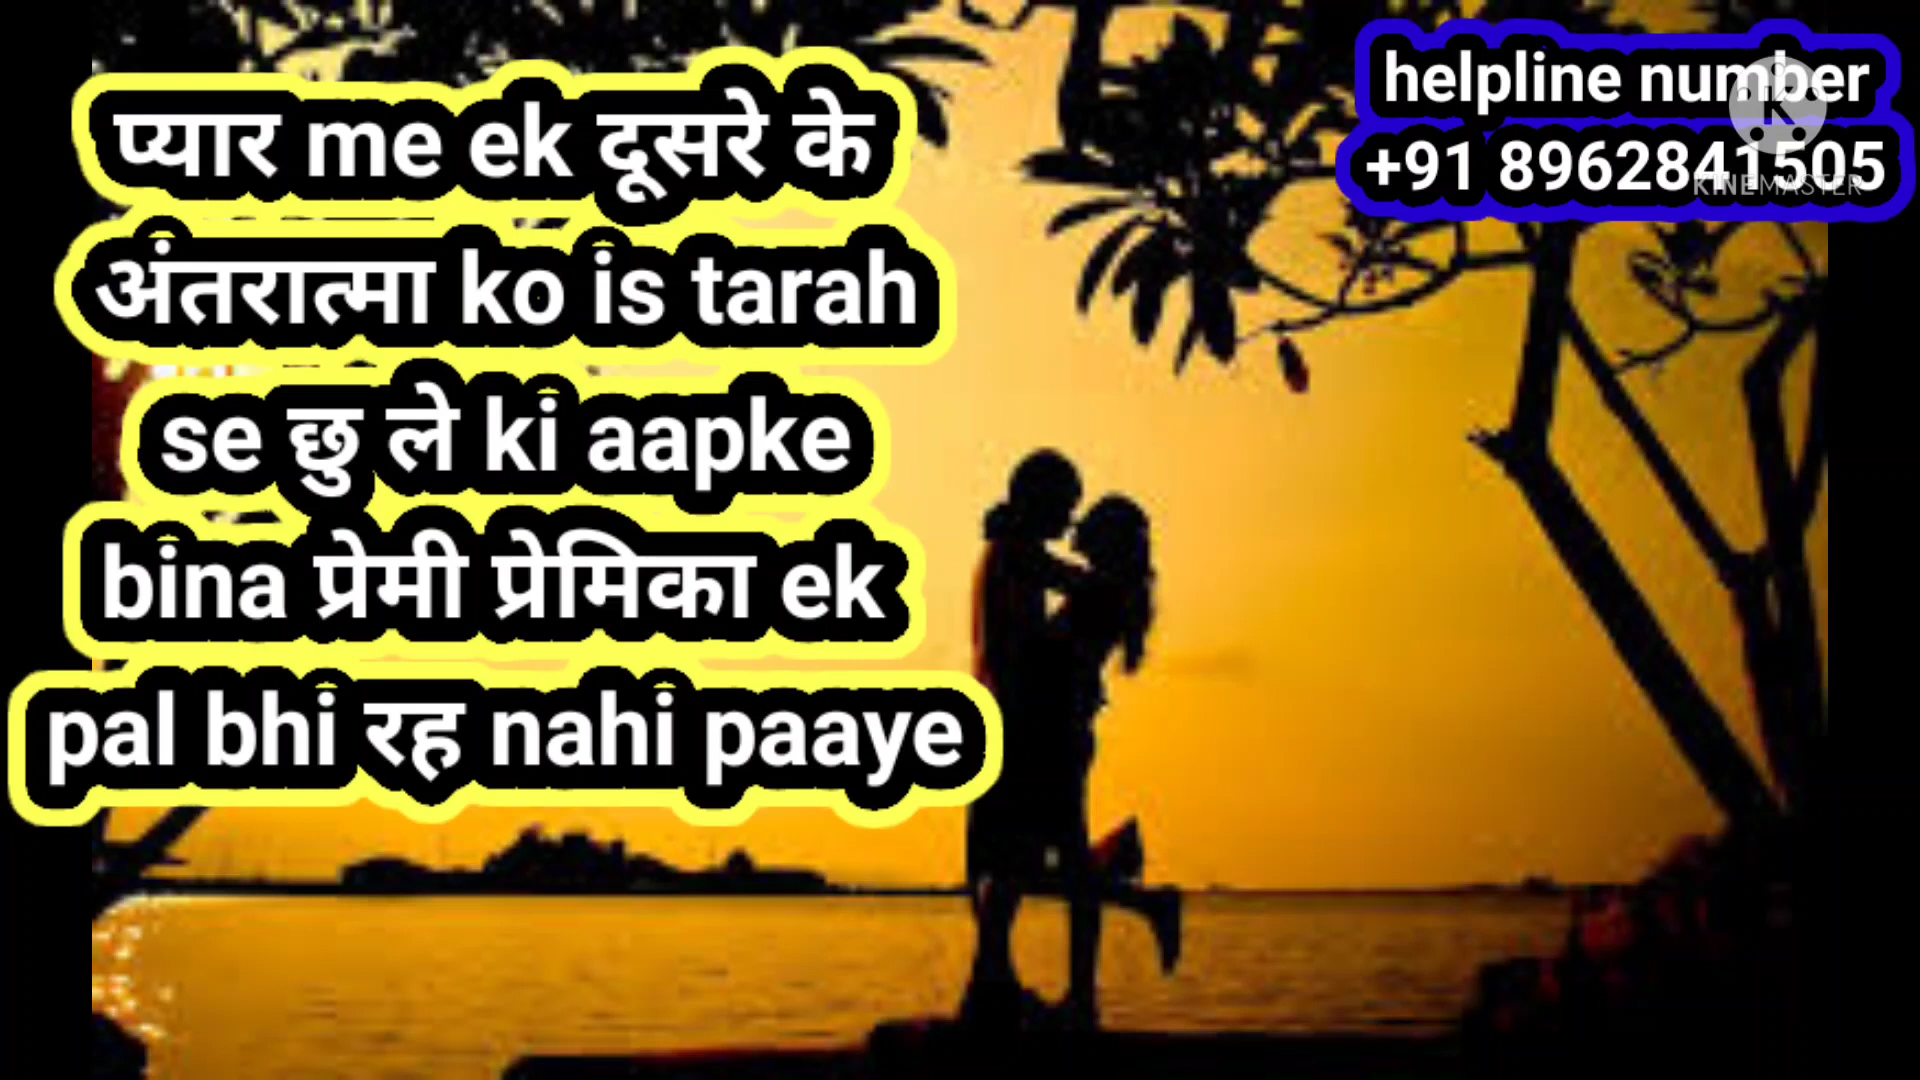 प्यार me ek दूसरे के
अंतरात्मा ko is tarah
se छु ले ki aapke
bina प्रेमी प्रेमिका ek
pal bhi रह nahi paaye
helpline number
+91 8962841505
KINEMASTER